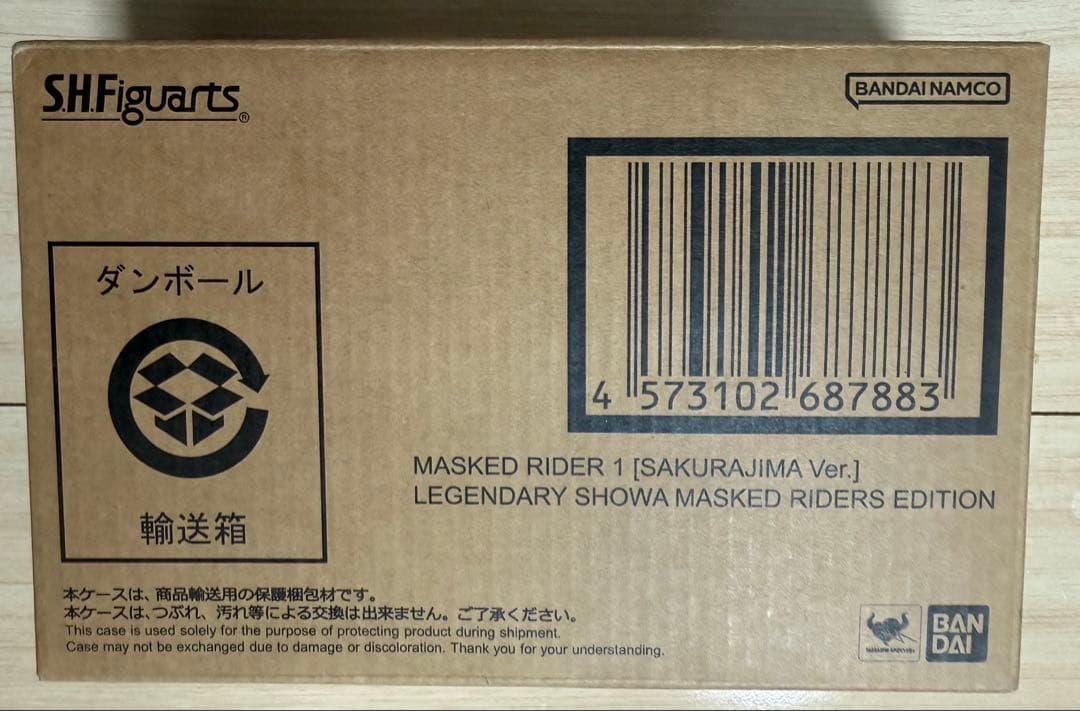 S.H.Figuarts®
BANDAI NAMCO
ダンボール
輸送箱
4 573102 687883
MASKED RIDER 1 [SAKURAJIMA Ver.]
LEGENDARY SHOWA MASKED RIDERS EDITION
本ケースは、商品輸送用の保護梱包材です。
本ケースは、つぶれ、汚れ等による交換は出来ません。ご了承ください。
This case is used solely for the purpose of protecting product during shipment.
Case may not be exchanged due to damage or discoloration. Thank you for your understanding.
BAN
DAI